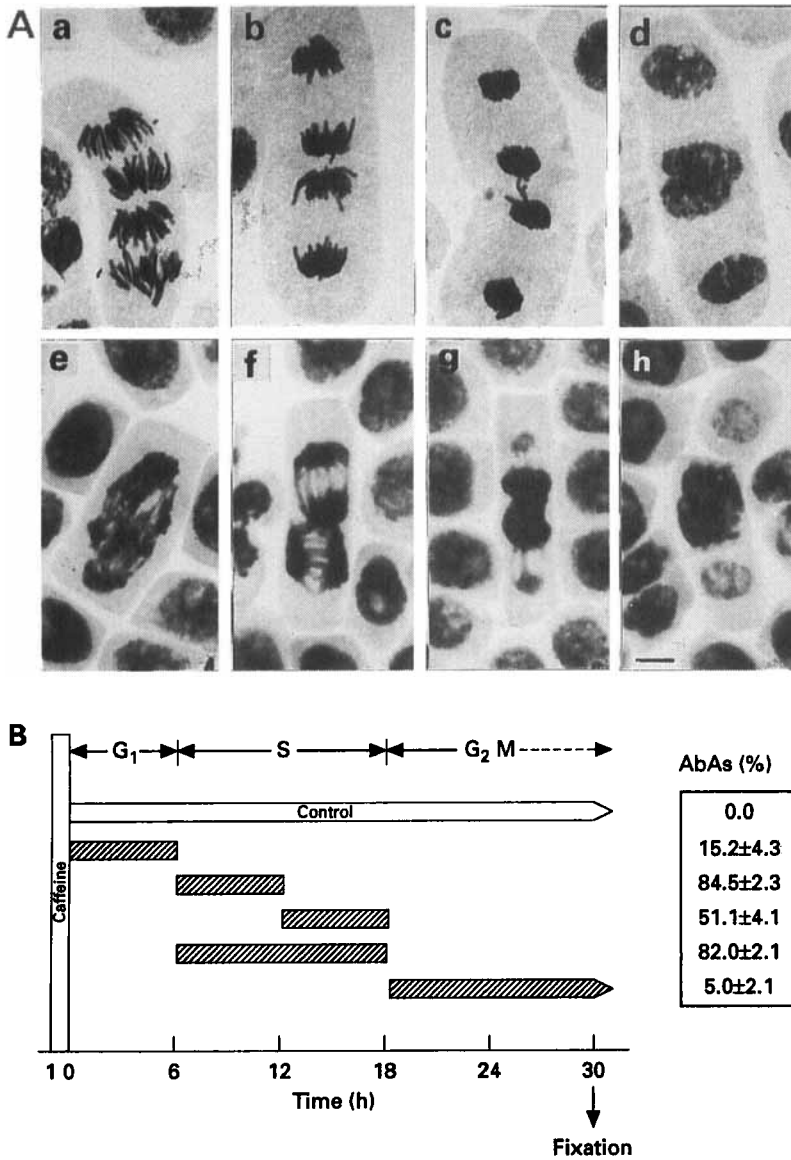 A
a
b
c
d
e
f
g
h
B
G₁
S
G₂ M
AbAs (%)
Control
0.0
15.2±4.3
84.5±2.3
51.1±4.1
82.0±2.1
5.0±2.1
Caffeine
1 0 6 12 18 24 30
Time (h)
Fixation